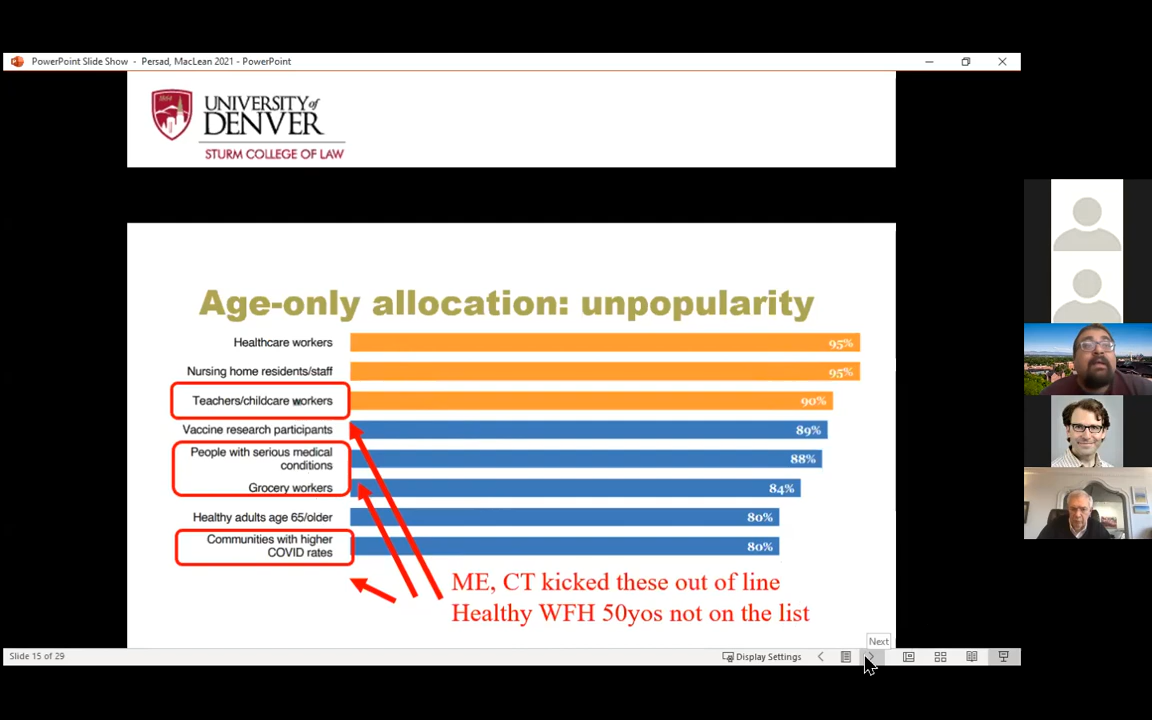 PowerPoint Slide Show - Persad, MacLean 2021 - PowerPoint
1864
UNIVERSITY of
DENVER
STURM COLLEGE OF LAW
Age-only allocation: unpopularity
Healthcare workers 95%
Nursing home residents/staff 95%
Teachers/childcare workers 90%
Vaccine research participants 89%
People with serious medical
conditions 88%
Grocery workers 84%
Healthy adults age 65/older 80%
Communities with higher
COVID rates 80%
ME, CT kicked these out of line
Healthy WFH 50yos not on the list
Next
Slide 15 of 29
Display Settings